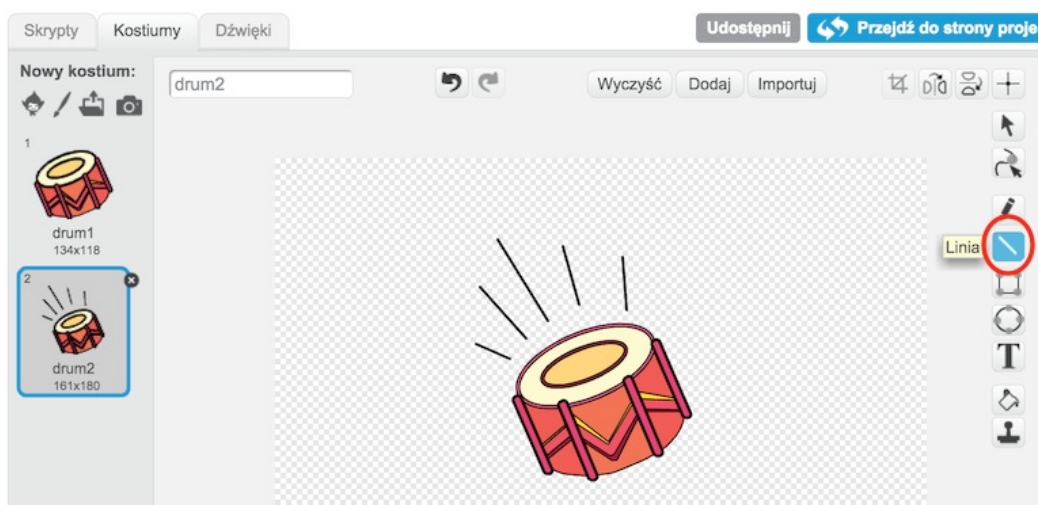 Skrypty Kostiumy Dźwięki Udostępnij Przejdź do strony proje
Nowy kostium:
drum2 Wyczyść Dodaj Importuj
1
drum1
134x118
Linia
2
drum2
161x180
T